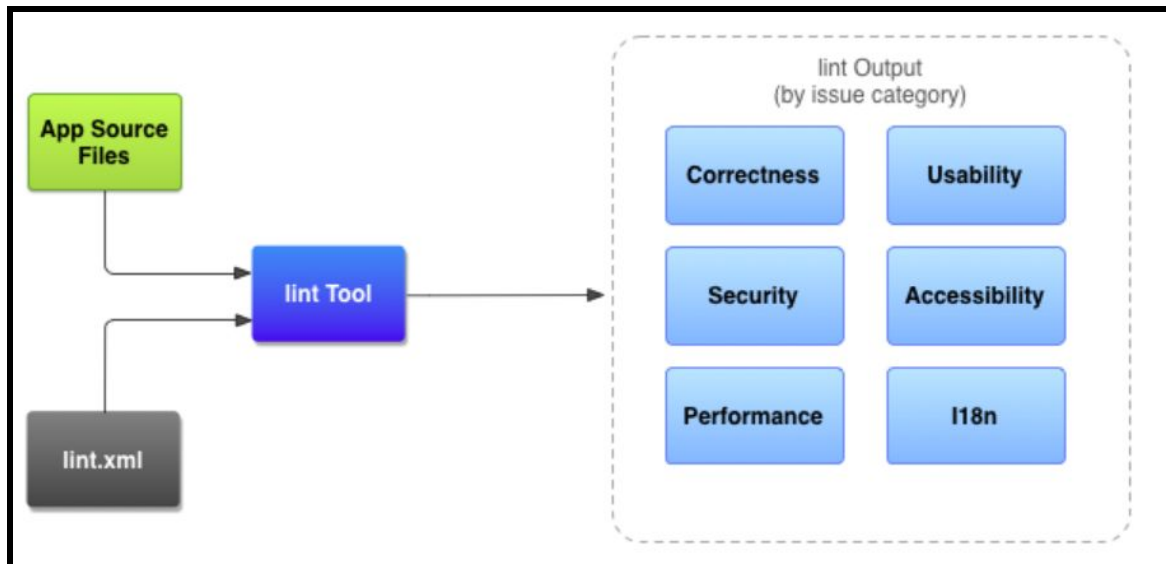 App Source
Files
lint Tool
lint.xml
lint Output
(by issue category)
Correctness
Usability
Security
Accessibility
Performance
I18n